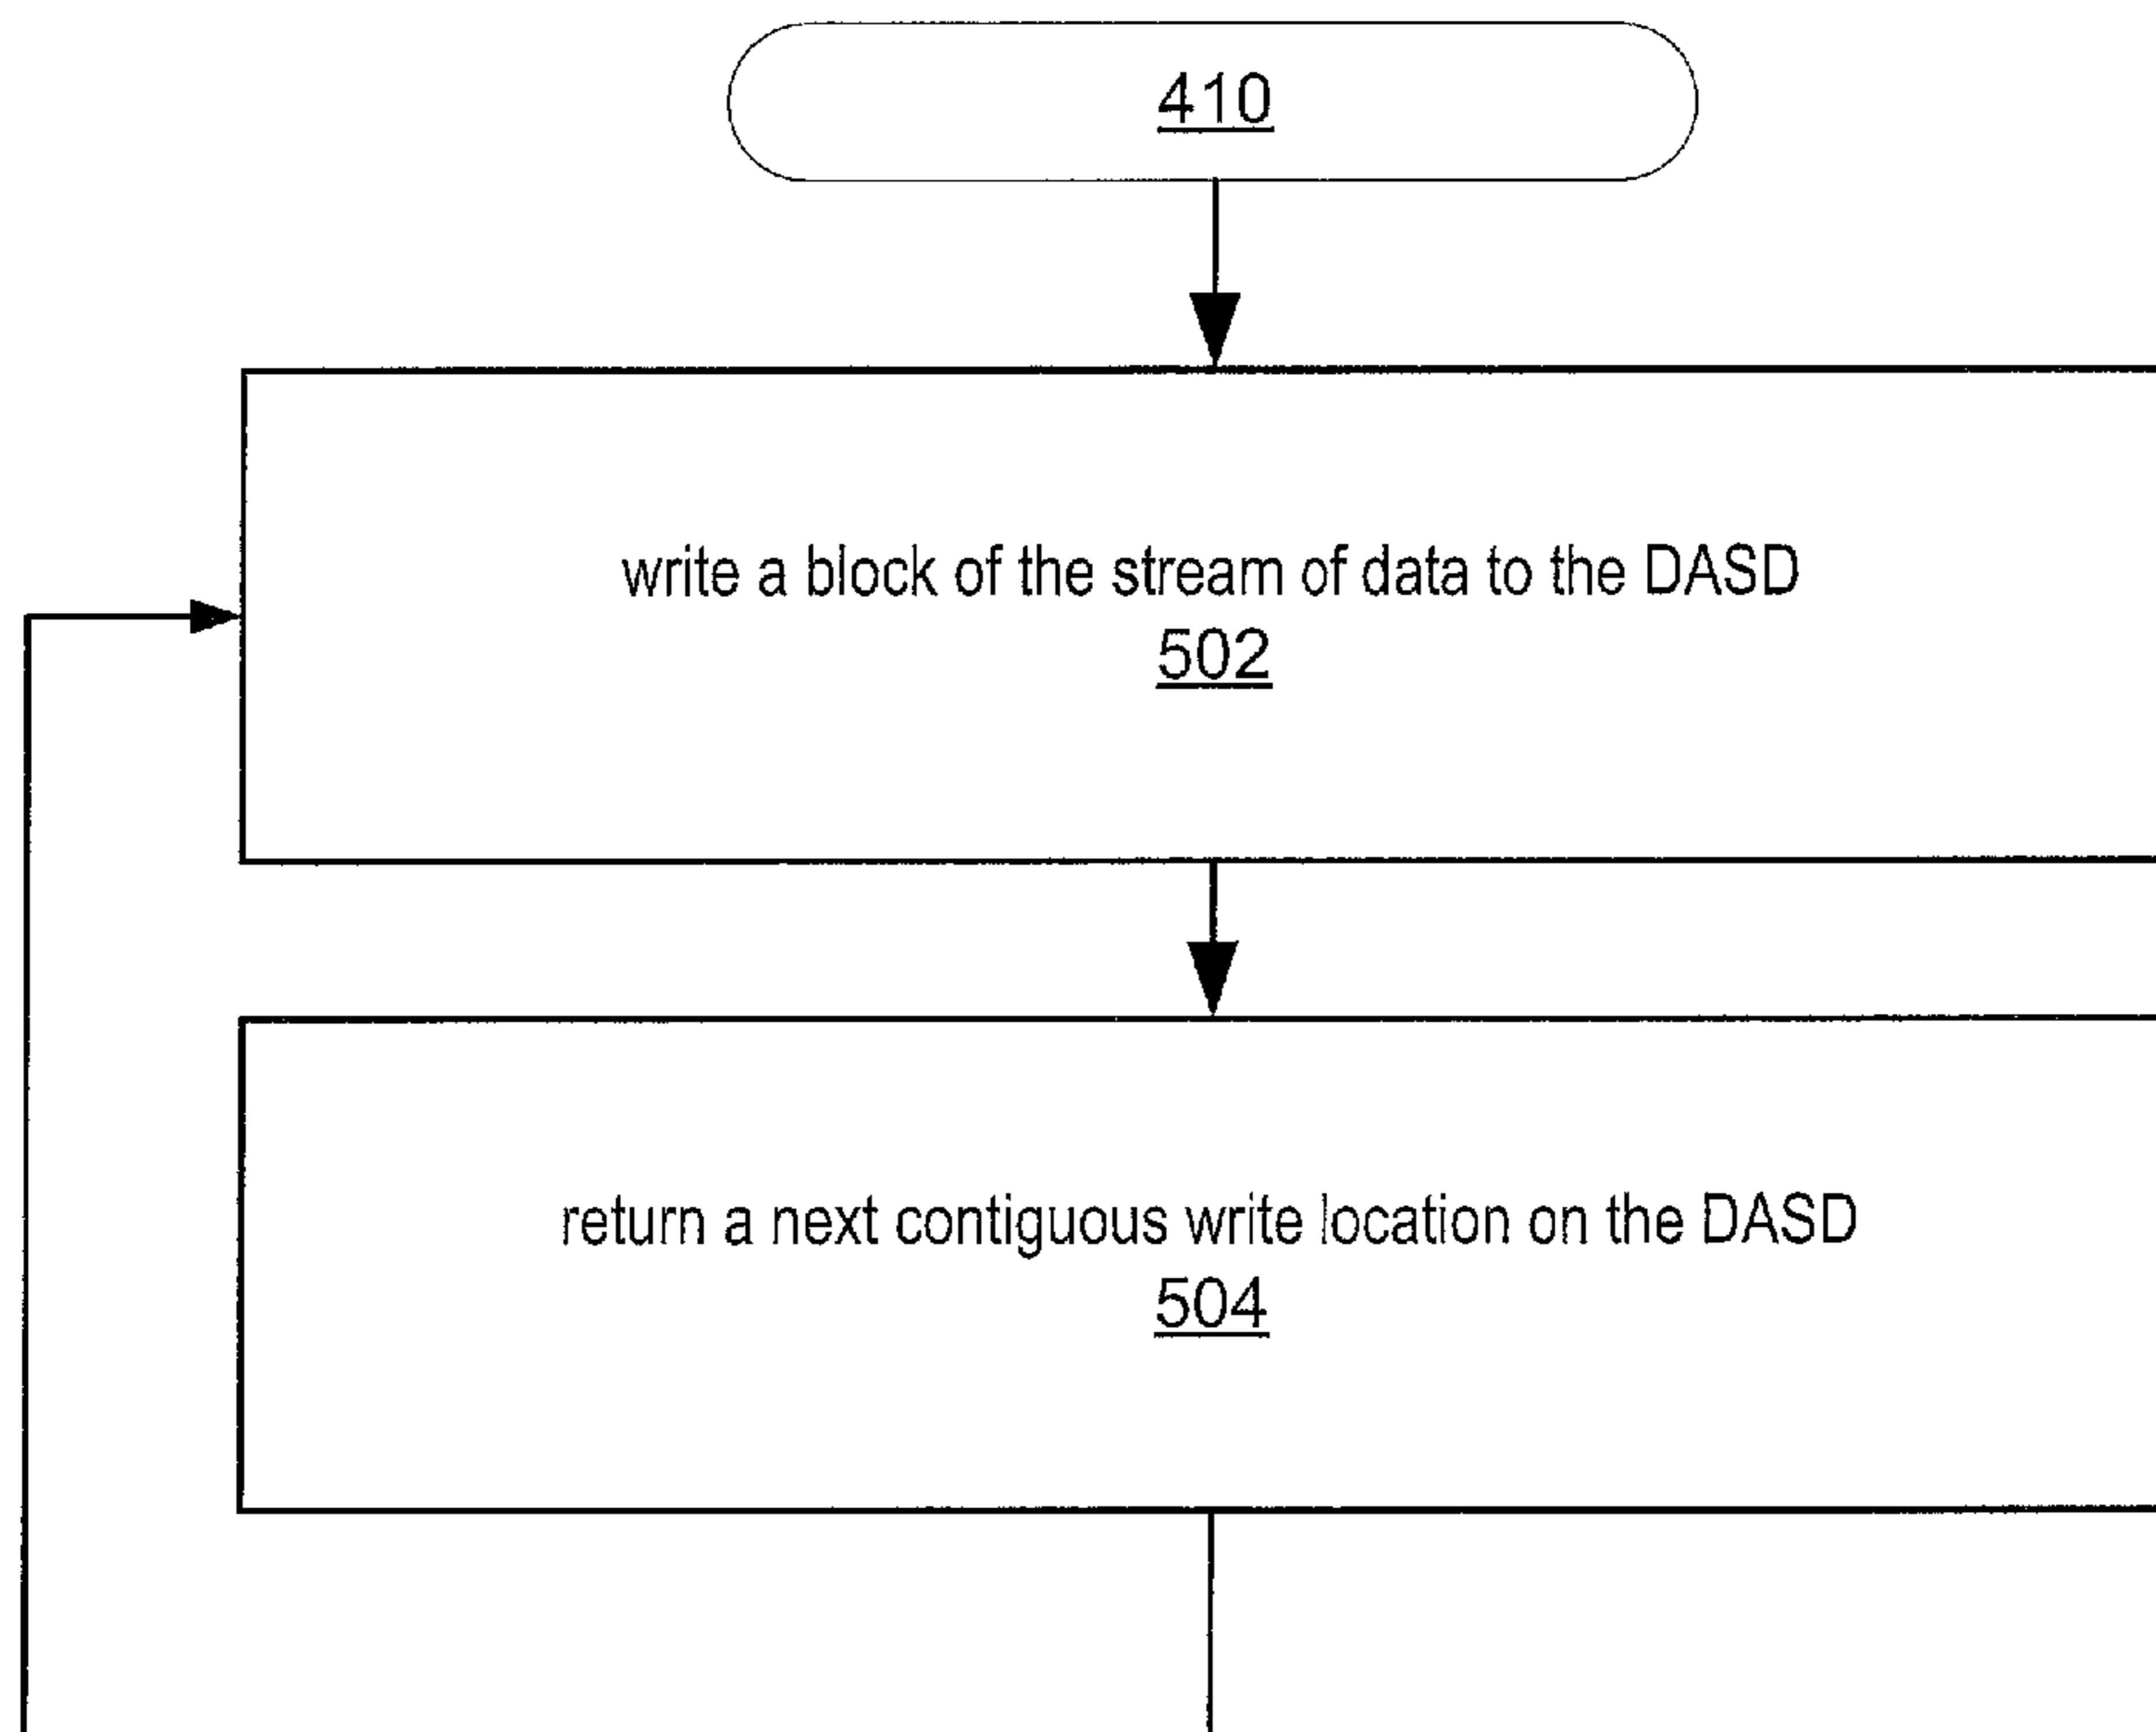 410
write a block of the stream of data to the DASD
502
return a next contiguous write location on the DASD
504